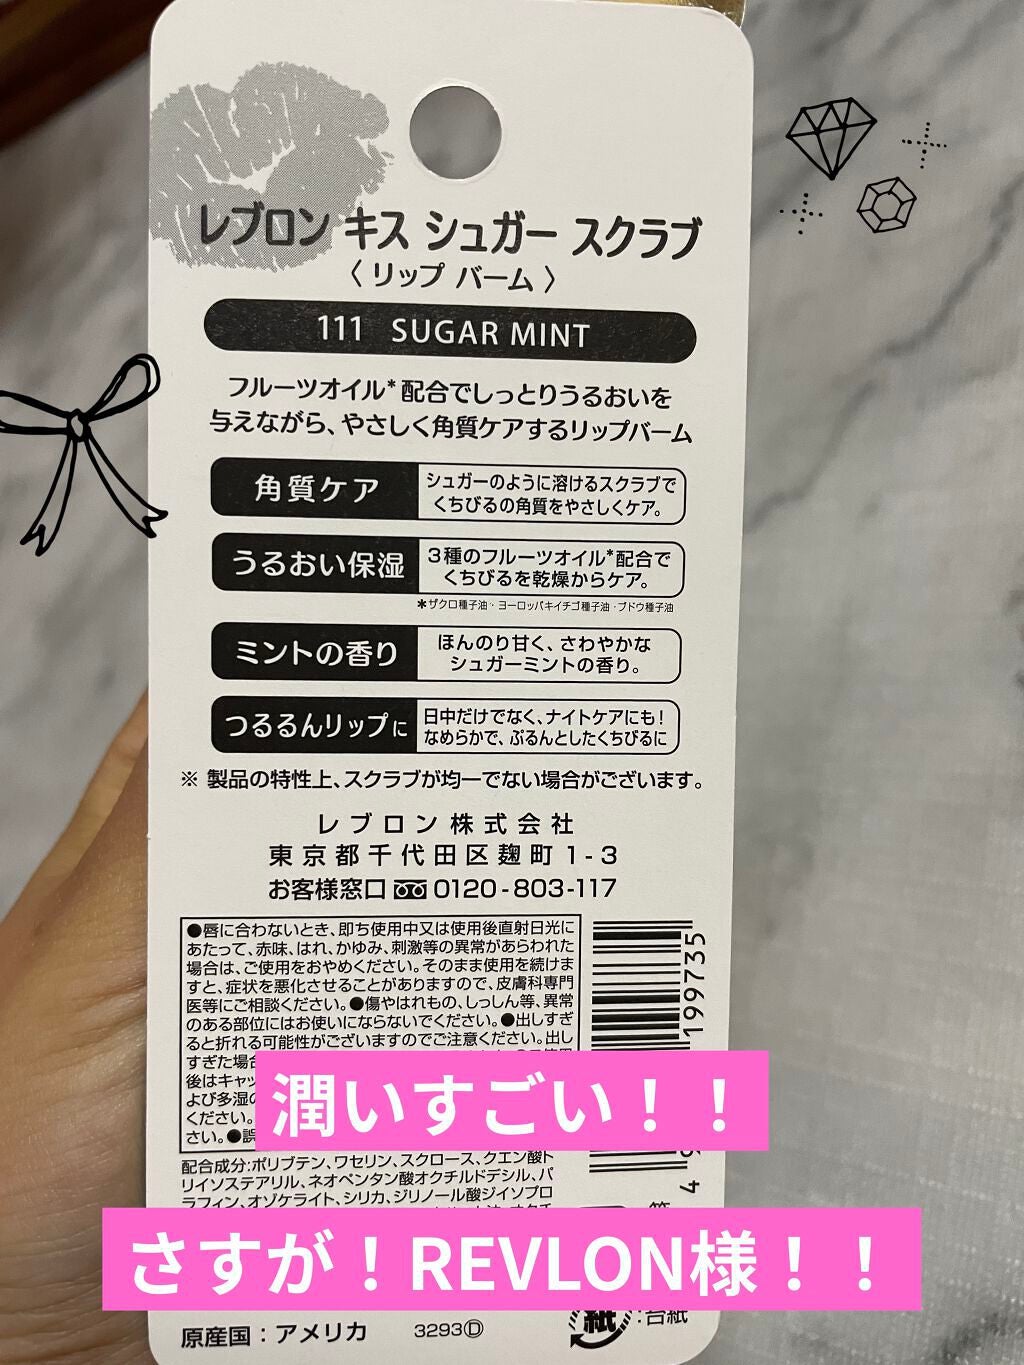 レブロン キス シュガー スクラブ
〈 リップ バーム 〉
111 SUGAR MINT
フルーツオイル*配合でしっとりうるおいを
与えながら、やさしく角質ケアするリップバーム
角質ケア
シュガーのように溶けるスクラブで
くちびるの角質をやさしくケア。
うるおい保湿
3種のフルーツオイル*配合で
くちびるを乾燥からケア。
*ザクロ種子油・ヨーロッパキイチゴ種子油・ブドウ種子油
ミントの香り
ほんのり甘く、さわやかな
シュガーミントの香り。
つるるんリップに
日中だけでなく、ナイトケアにも!
なめらかで、ぷるんとしたくちびるに
※ 製品の特性上、スクラブが均一でない場合がございます。
レブロン株式会社
東京都千代田区麹町1-3
お客様窓口 0120-803-117
●唇に合わないとき、即ち使用中又は使用後直射日光に
あたって、赤味、はれ、かゆみ、刺激等の異常があらわれた
場合は、ご使用をおやめください。そのまま使用を続けま
すと、症状を悪化させることがありますので、皮膚科専門
医等にご相談ください。●傷やはれもの、しっしん等、異常
のある部位にはお使いにならないでください。●出しすぎ
ると折れる可能性がございますのでご注意ください。出し
すぎた場合
後はキャッ
よび多湿の
ください。
さい。●誤
199735
4
潤いすごい！！
配合成分:ポリブテン、ワセリン、スクロース、クエン酸ト
リイソステアリル、ネオペンタン酸オクチルドデシル、パ
ラフィン、オゾケライト、シリカ、ジリノール酸ジイソプロ
さすが！REVLON様！！
紙
:台紙
原産国：アメリカ
3293Ⓓ